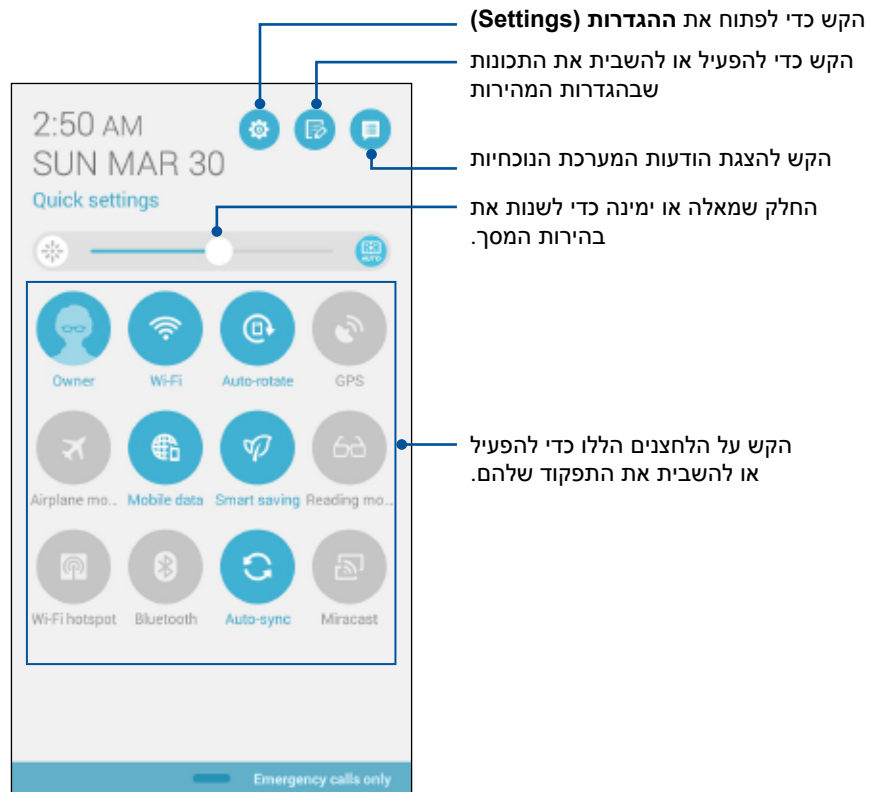 הקש כדי לפתוח את ההגדרות (Settings)
הקש כדי להפעיל או להשבית את התכונות
שבהגדרות המהירות
הקש להצגת הודעות המערכת הנוכחיות
החלק שמאלה או ימינה כדי לשנות את
בהירות המסך.
הקש על הלחצנים הללו כדי להפעיל
או להשבית את התפקוד שלהם.
2:50 AM
SUN MAR 30
Quick settings
AUTO
Owner Wi-Fi Auto-rotate GPS
Airplane mo... Mobile data Smart saving Reading mo...
Wi-Fi hotspot Bluetooth Auto-sync Miracast
Emergency calls only